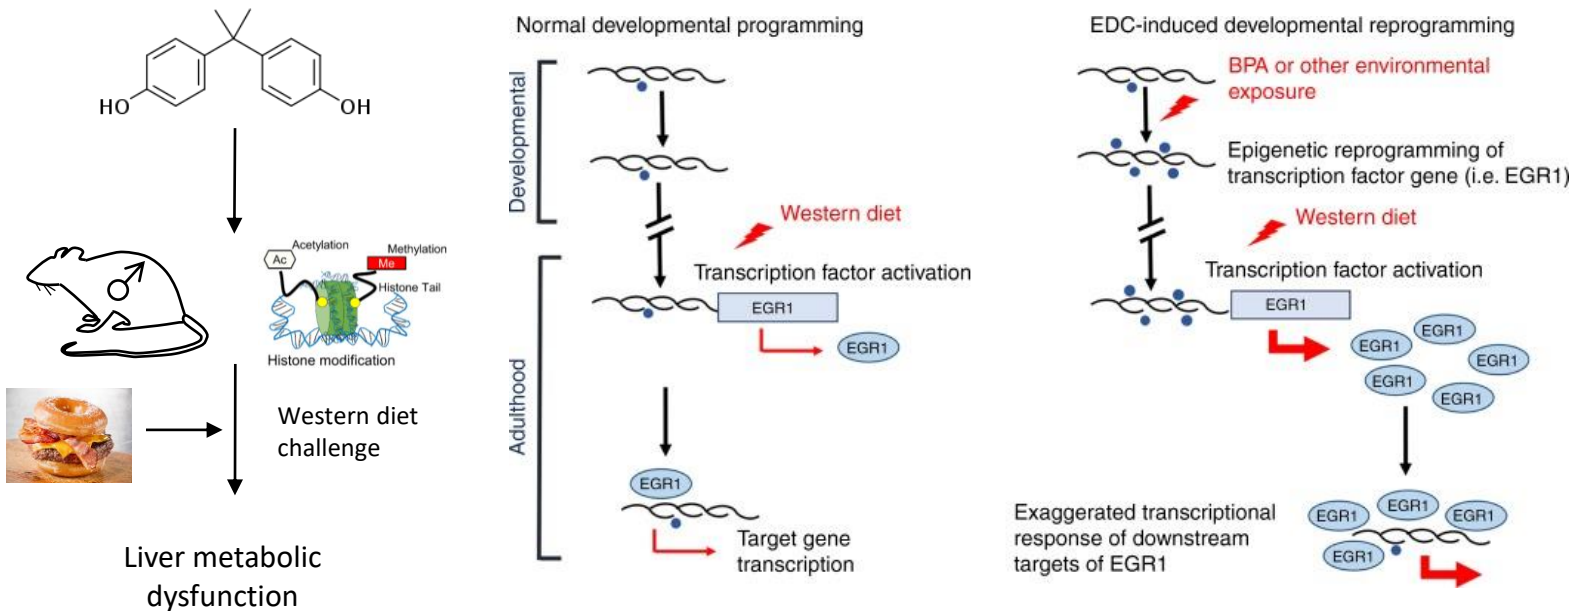 HO
OH
Acetylation
Ac
Methylation
Me
Histone Tail
Histone modification
Western diet
challenge
Liver metabolic
dysfunction
Normal developmental programming
Developmental
Western diet
Adulthood
Transcription factor activation
EGR1
EGR1
EGR1
Target gene
transcription
EDC-induced developmental reprogramming
BPA or other environmental
exposure
Epigenetic reprogramming of
transcription factor gene (i.e. EGR1)
Western diet
Transcription factor activation
EGR1
EGR1
EGR1
EGR1
EGR1
EGR1
Exaggerated transcriptional
response of downstream
targets of EGR1
EGR1
EGR1
EGR1
EGR1